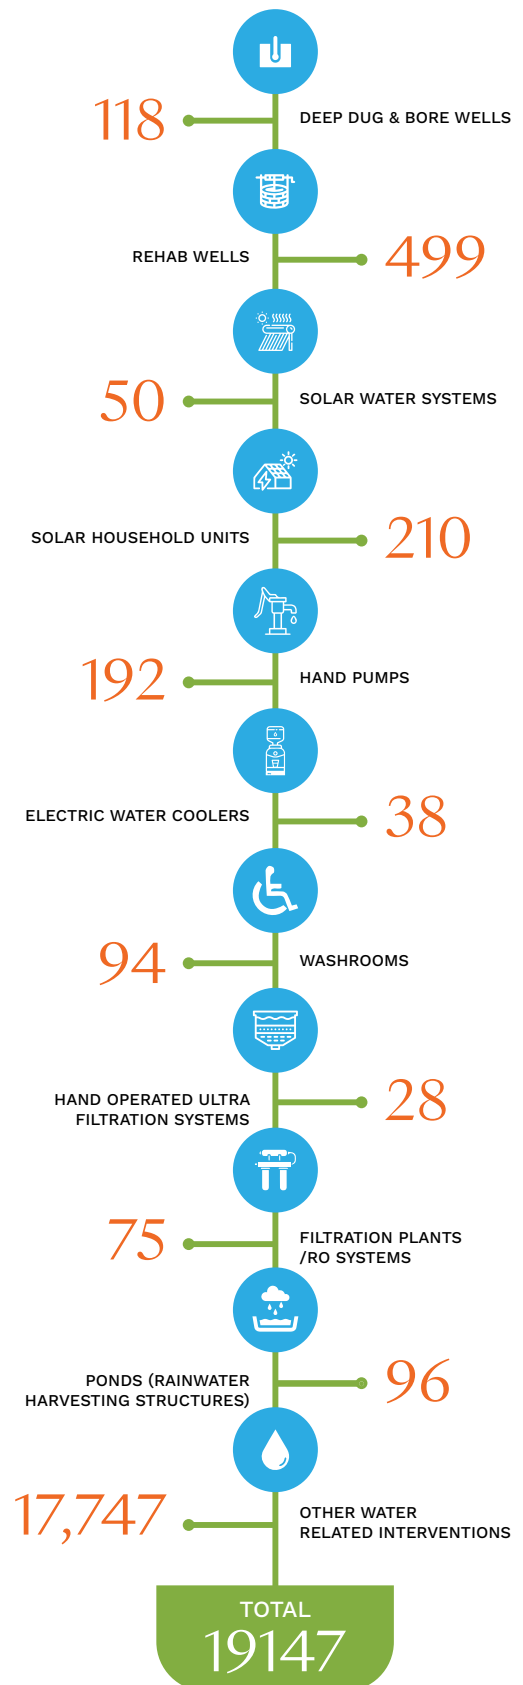 118
DEEP DUG & BORE WELLS
REHAB WELLS
499
50
SOLAR WATER SYSTEMS
SOLAR HOUSEHOLD UNITS
210
192
HAND PUMPS
ELECTRIC WATER COOLERS
38
94
WASHROOMS
HAND OPERATED ULTRA
FILTRATION SYSTEMS
28
75
FILTRATION PLANTS
/RO SYSTEMS
PONDS (RAINWATER
HARVESTING STRUCTURES)
96
17,747
OTHER WATER
RELATED INTERVENTIONS
TOTAL
19147